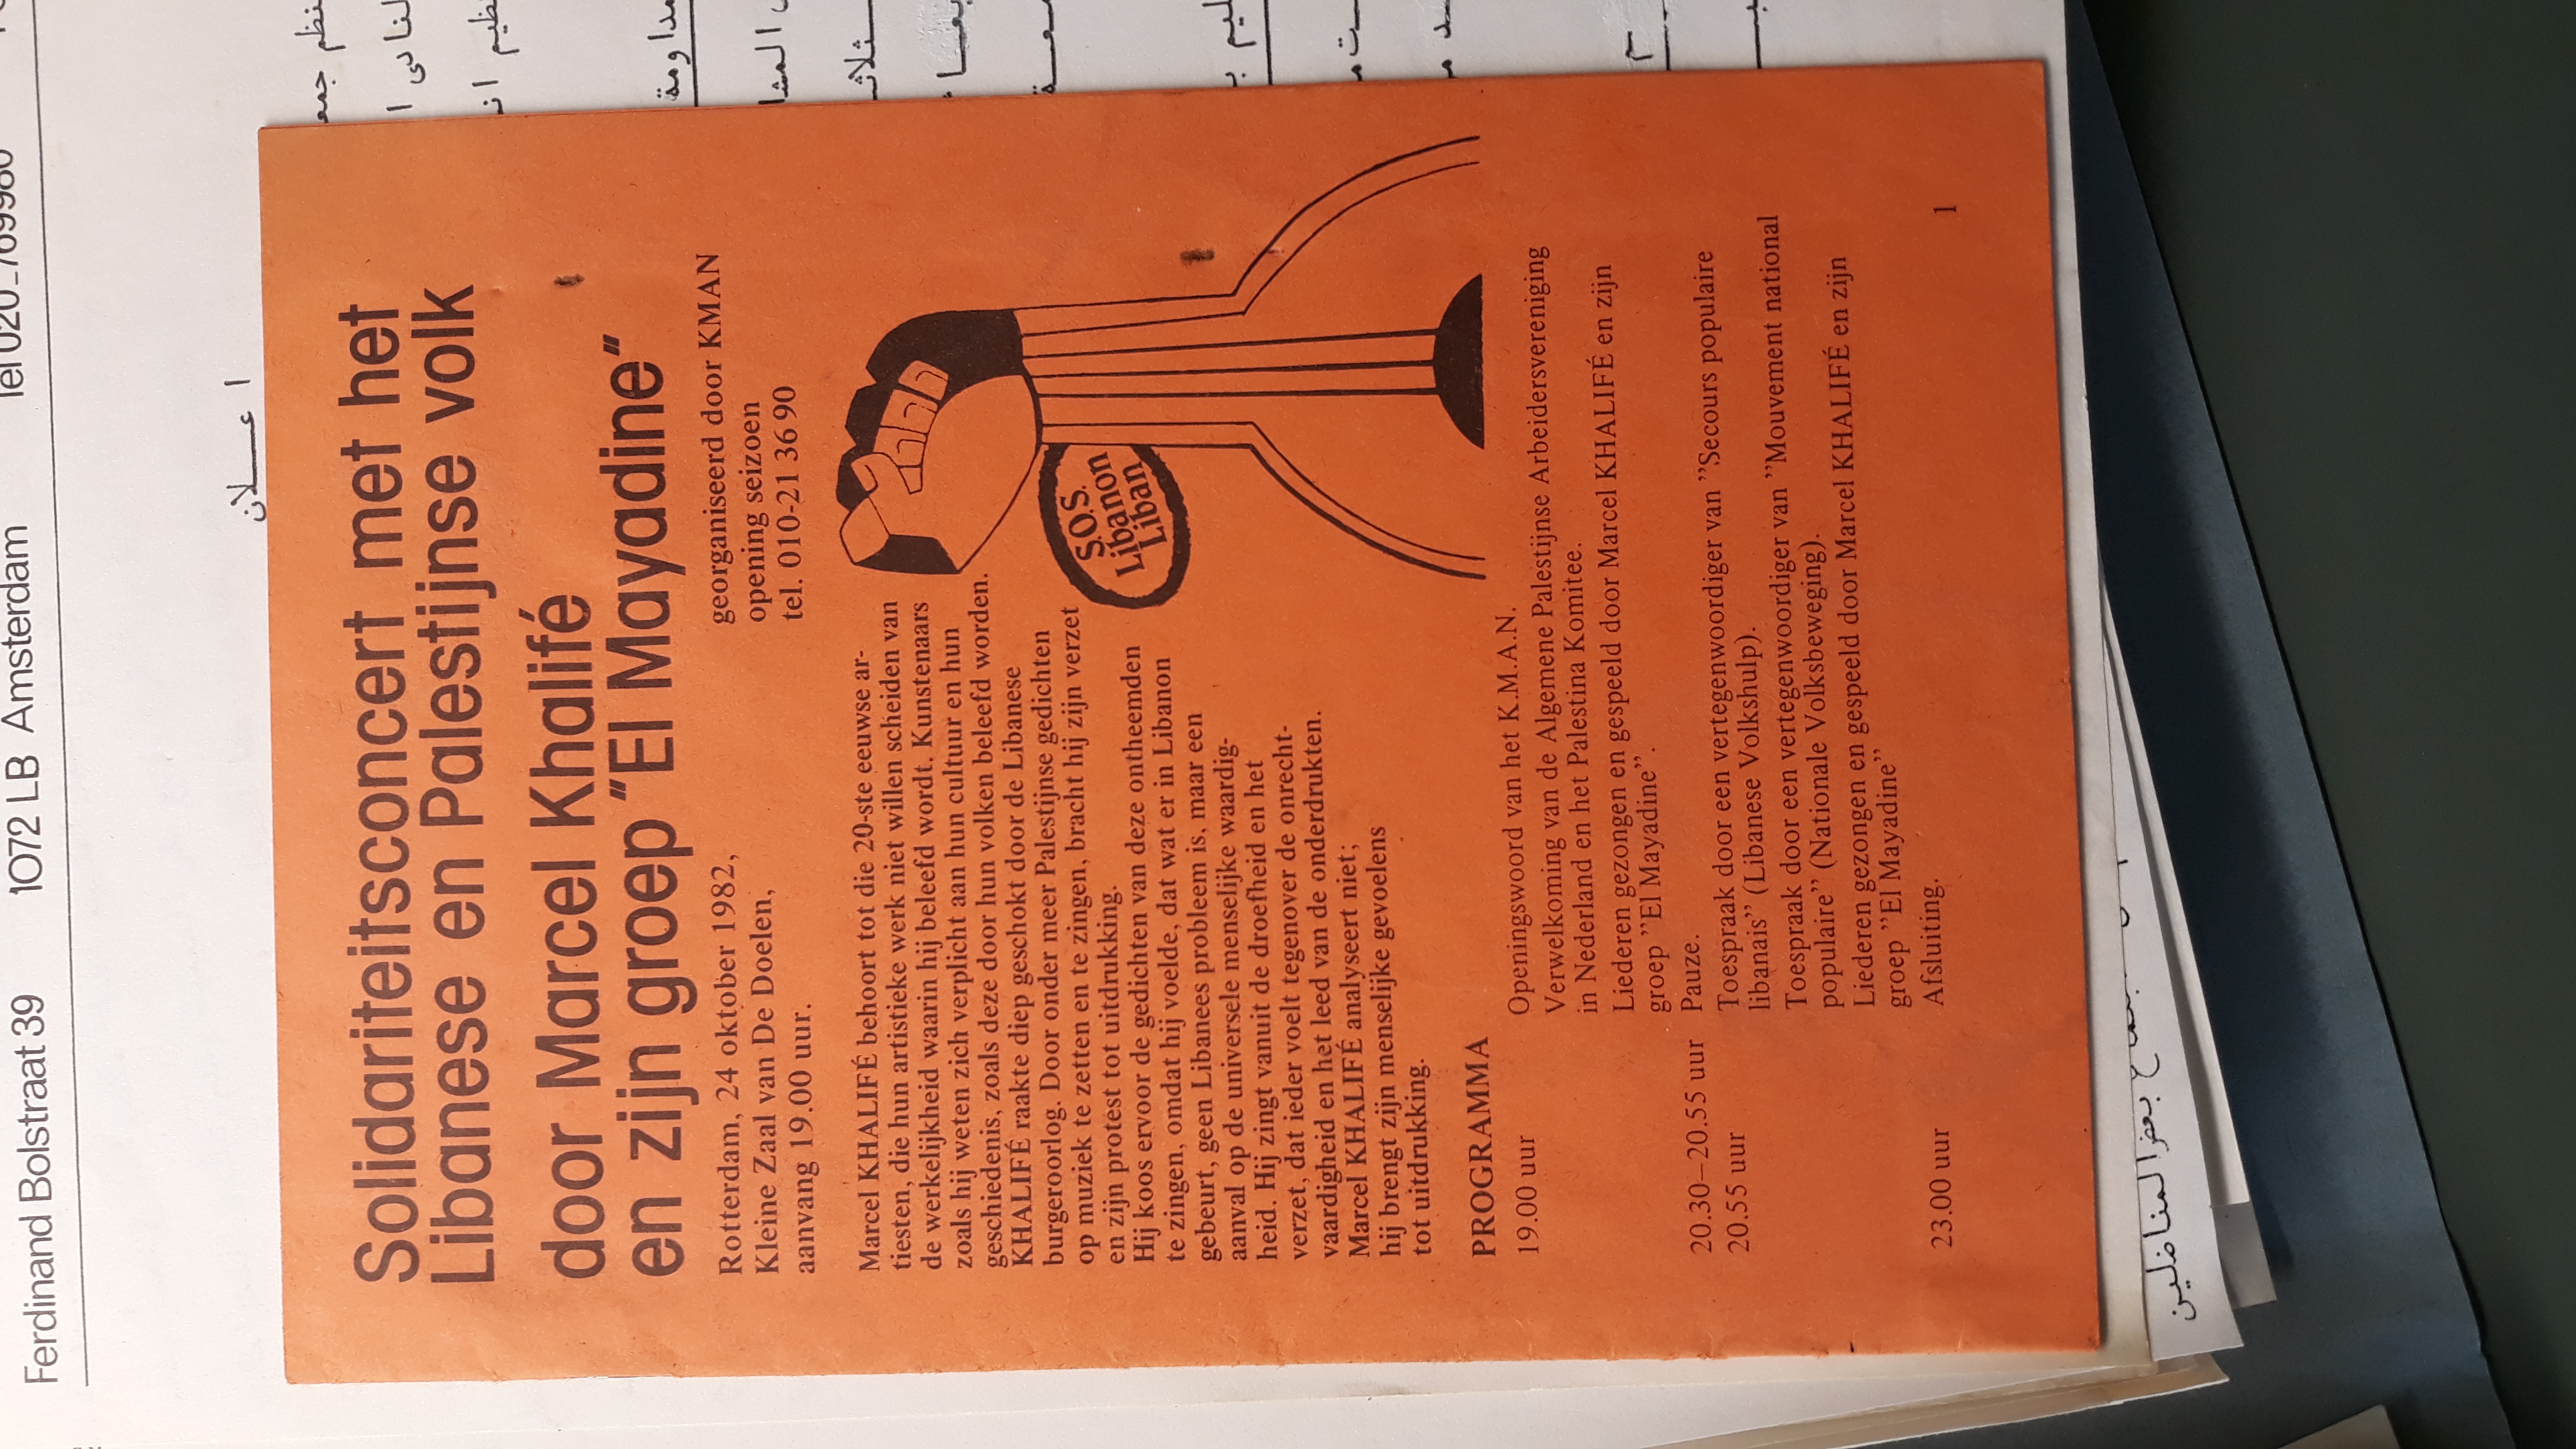 Ferdinand Bolstraat 39 1072 LB Amsterdam Tel 020-769980
اعلان
Solidariteitsconcert met het
Libanese en Palestijnse volk
door Marcel Khalifé
en zijn groep "El Mayadine"
Rotterdam, 24 oktober 1982,
Kleine Zaal van De Doelen,
aanvang 19.00 uur.
georganiseerd door KMAN
opening seizoen
tel. 010-21 36 90
Marcel KHALIFÉ behoort tot die 20-ste eeuwse ar-
tiesten, die hun artistieke werk niet willen scheiden van
de werkelijkheid waarin hij beleefd wordt. Kunstenaars
zoals hij weten zich verplicht aan hun cultuur en hun
geschiedenis, zoals deze door hun volken beleefd worden.
KHALIFÉ raakte diep geschokt door de Libanese
burgeroorlog. Door onder meer Palestijnse gedichten
op muziek te zetten en te zingen, bracht hij zijn verzet
en zijn protest tot uitdrukking.
Hij koos ervoor de gedichten van deze ontheemden
te zingen, omdat hij voelde, dat wat er in Libanon
gebeurt, geen Libanees probleem is, maar een
aanval op de universele menselijke waardig-
heid. Hij zingt vanuit de droefheid en het
verzet, dat ieder voelt tegenover de onrecht-
vaardigheid en het leed van de onderdrukten.
Marcel KHALIFÉ analyseert niet;
hij brengt zijn menselijke gevoelens
tot uitdrukking.
S.O.S.
Libanon
Liban
PROGRAMMA
19.00 uur Openingswoord van het K.M.A.N.
Verwelkoming van de Algemene Palestijnse Arbeidersvereniging
in Nederland en het Palestina Komitee.
Liederen gezongen en gespeeld door Marcel KHALIFÉ en zijn
groep "El Mayadine".
20.30–20.55 uur Pauze.
20.55 uur Toespraak door een vertegenwoordiger van "Secours populaire
libanais" (Libanese Volkshulp).
Toespraak door een vertegenwoordiger van "Mouvement national
populaire" (Nationale Volksbeweging).
Liederen gezongen en gespeeld door Marcel KHALIFÉ en zijn
groep "El Mayadine"
23.00 uur Afsluiting.
1
بعض المناضلين